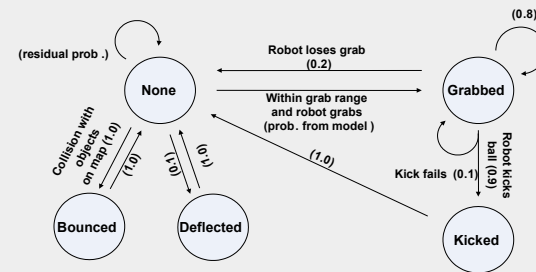 (0.8)
(residual prob .)
Robot loses grab
(0.2)
None
Grabbed
Within grab range
and robot grabs
(prob. from model )
Collision with
objects
on map (1.0)
(1.0)
(0.1)
(1.0)
(1.0)
Kick fails (0.1)
Robot kicks
ball (0.9)
Bounced
Deflected
Kicked